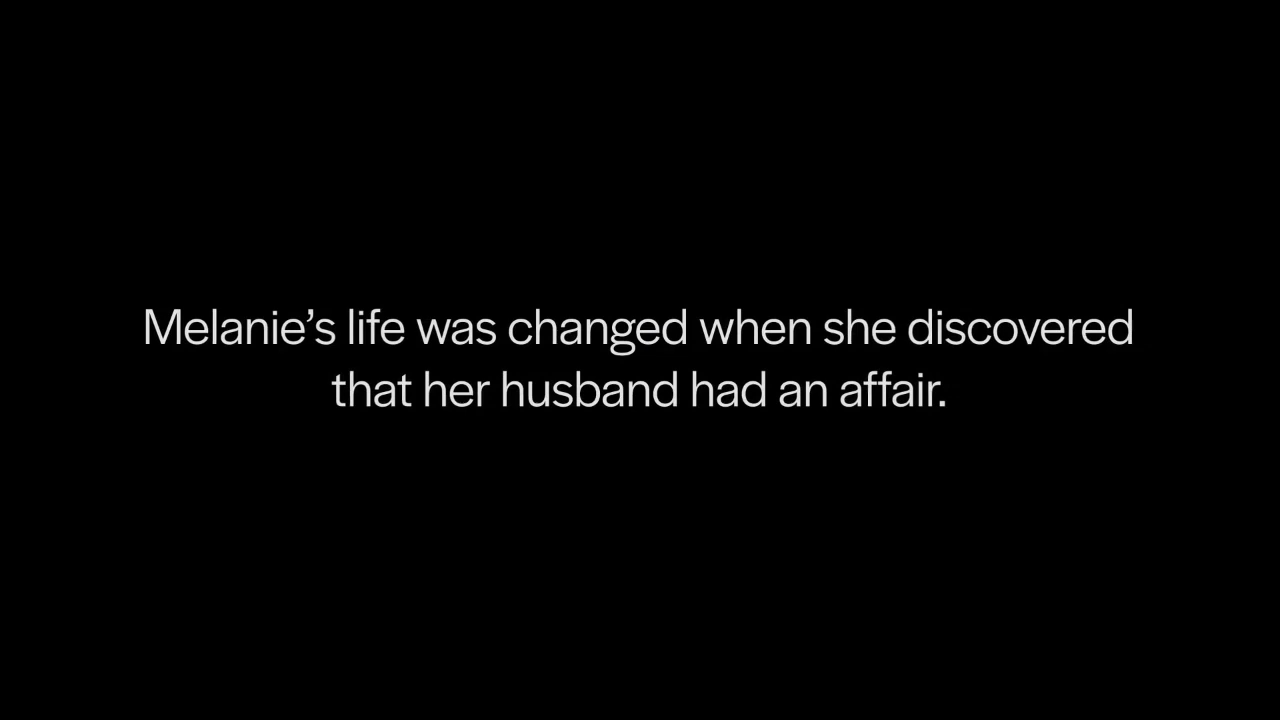 Melanie’s life was changed when she discovered
that her husband had an affair.